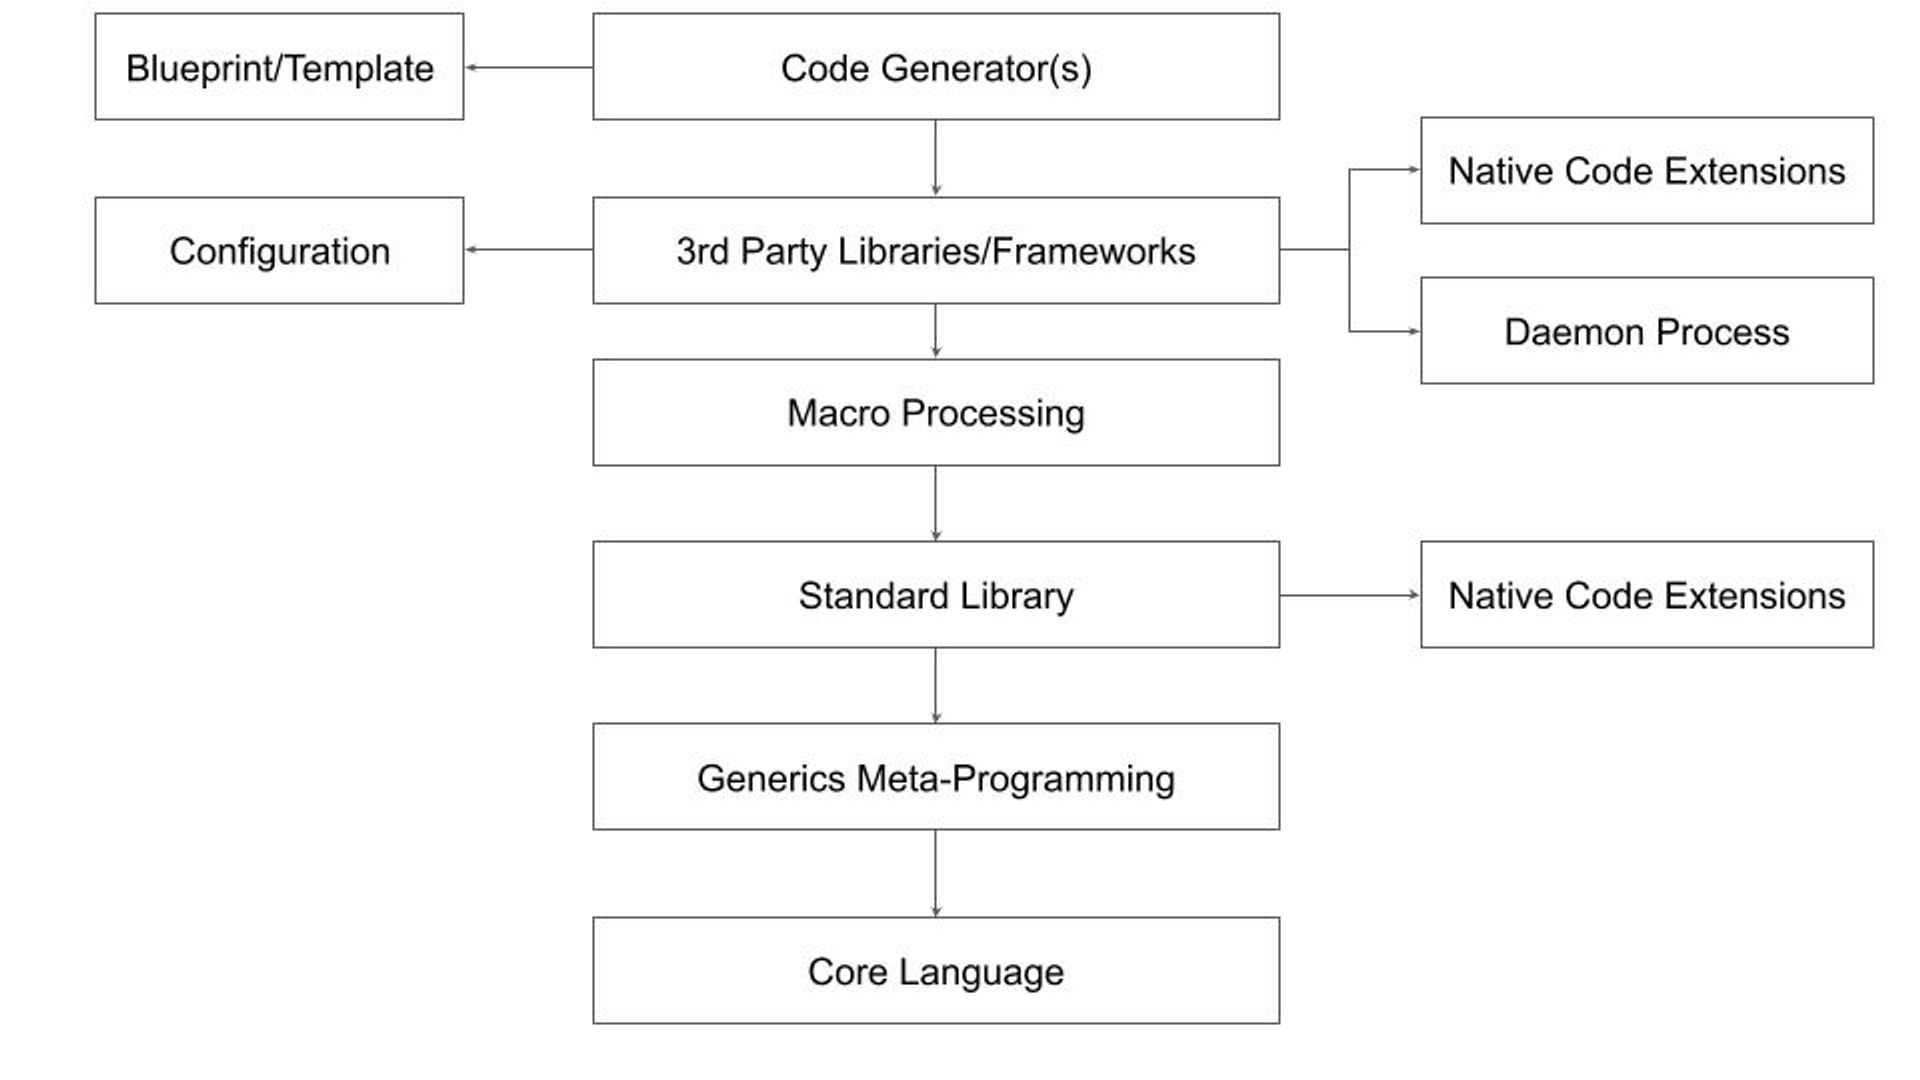 Blueprint/Template
Code Generator(s)
Native Code Extensions
Configuration
3rd Party Libraries/Frameworks
Daemon Process
Macro Processing
Standard Library
Native Code Extensions
Generics Meta-Programming
Core Language